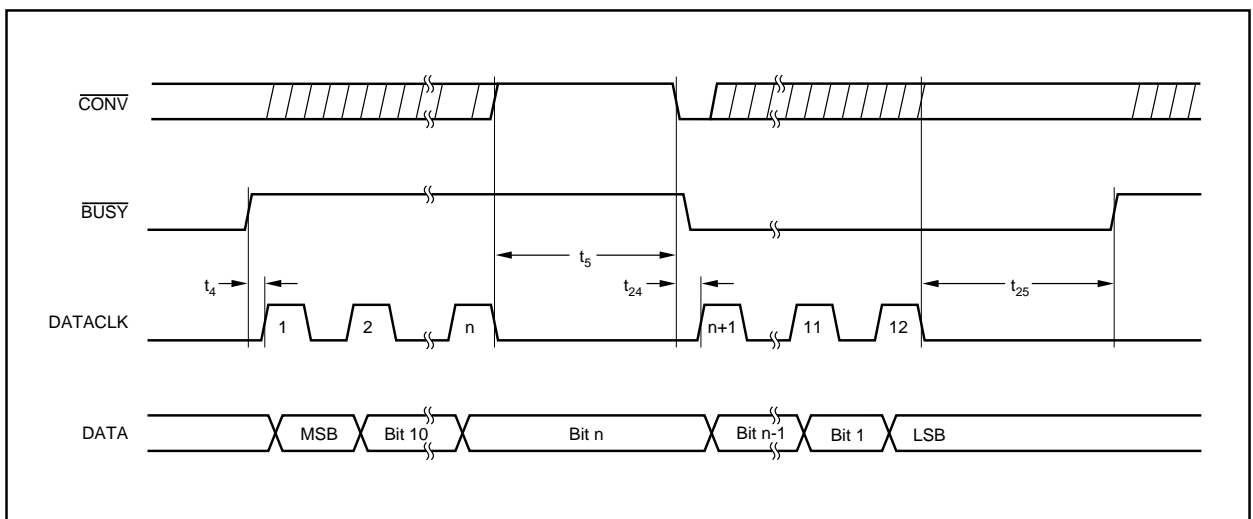 CONV
BUSY
t5
t4
t24
t25
DATACLK
1
2
n
n+1
11
12
DATA
MSB
Bit 10
Bit n
Bit n-1
Bit 1
LSB